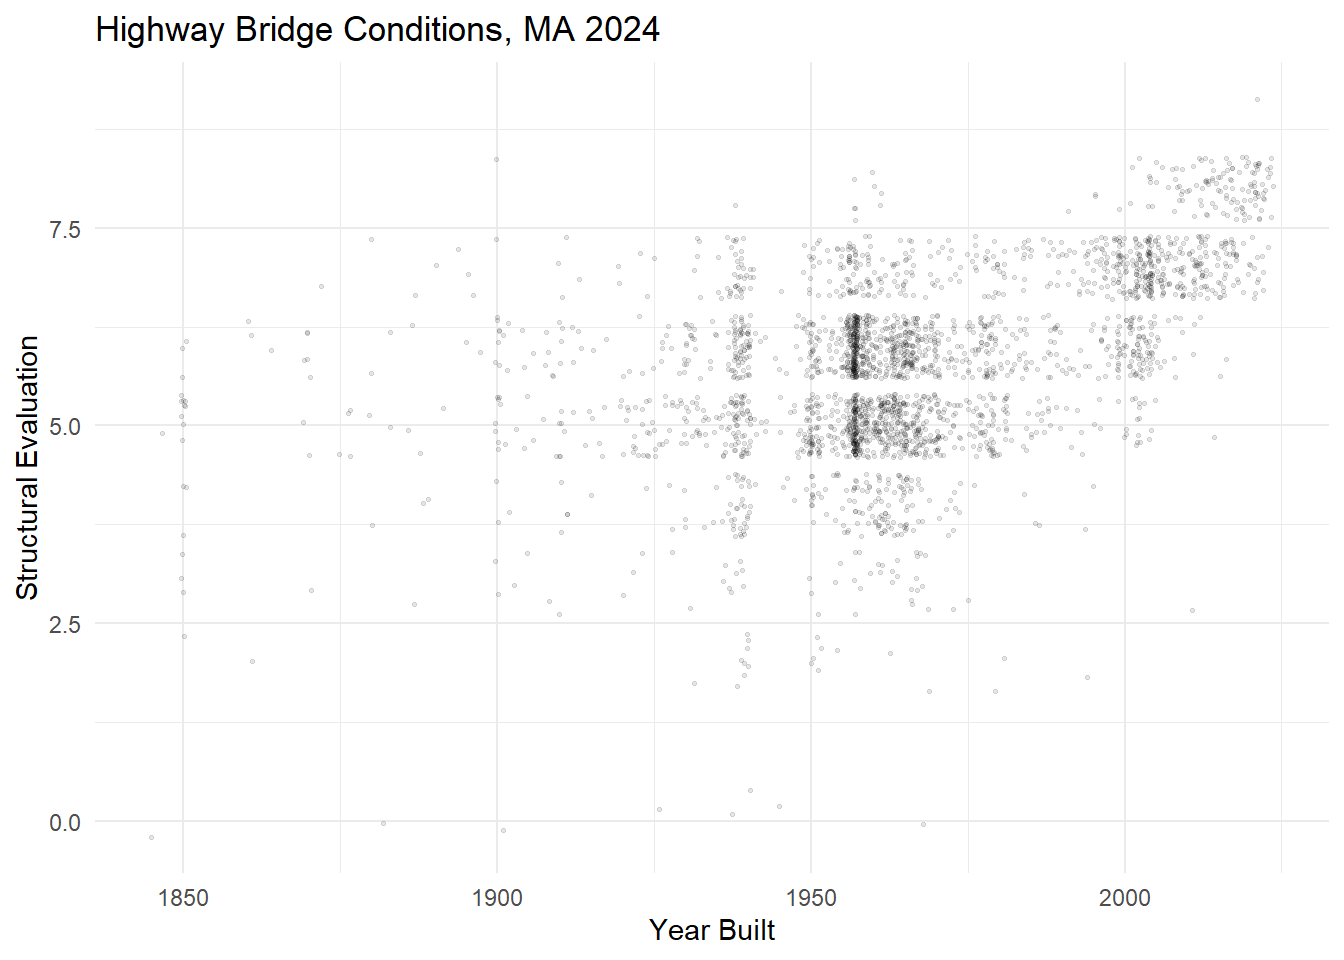 Highway Bridge Conditions, MA 2024
7.5
5.0
2.5
0.0
Structural Evaluation
1850 1900 1950 2000
Year Built